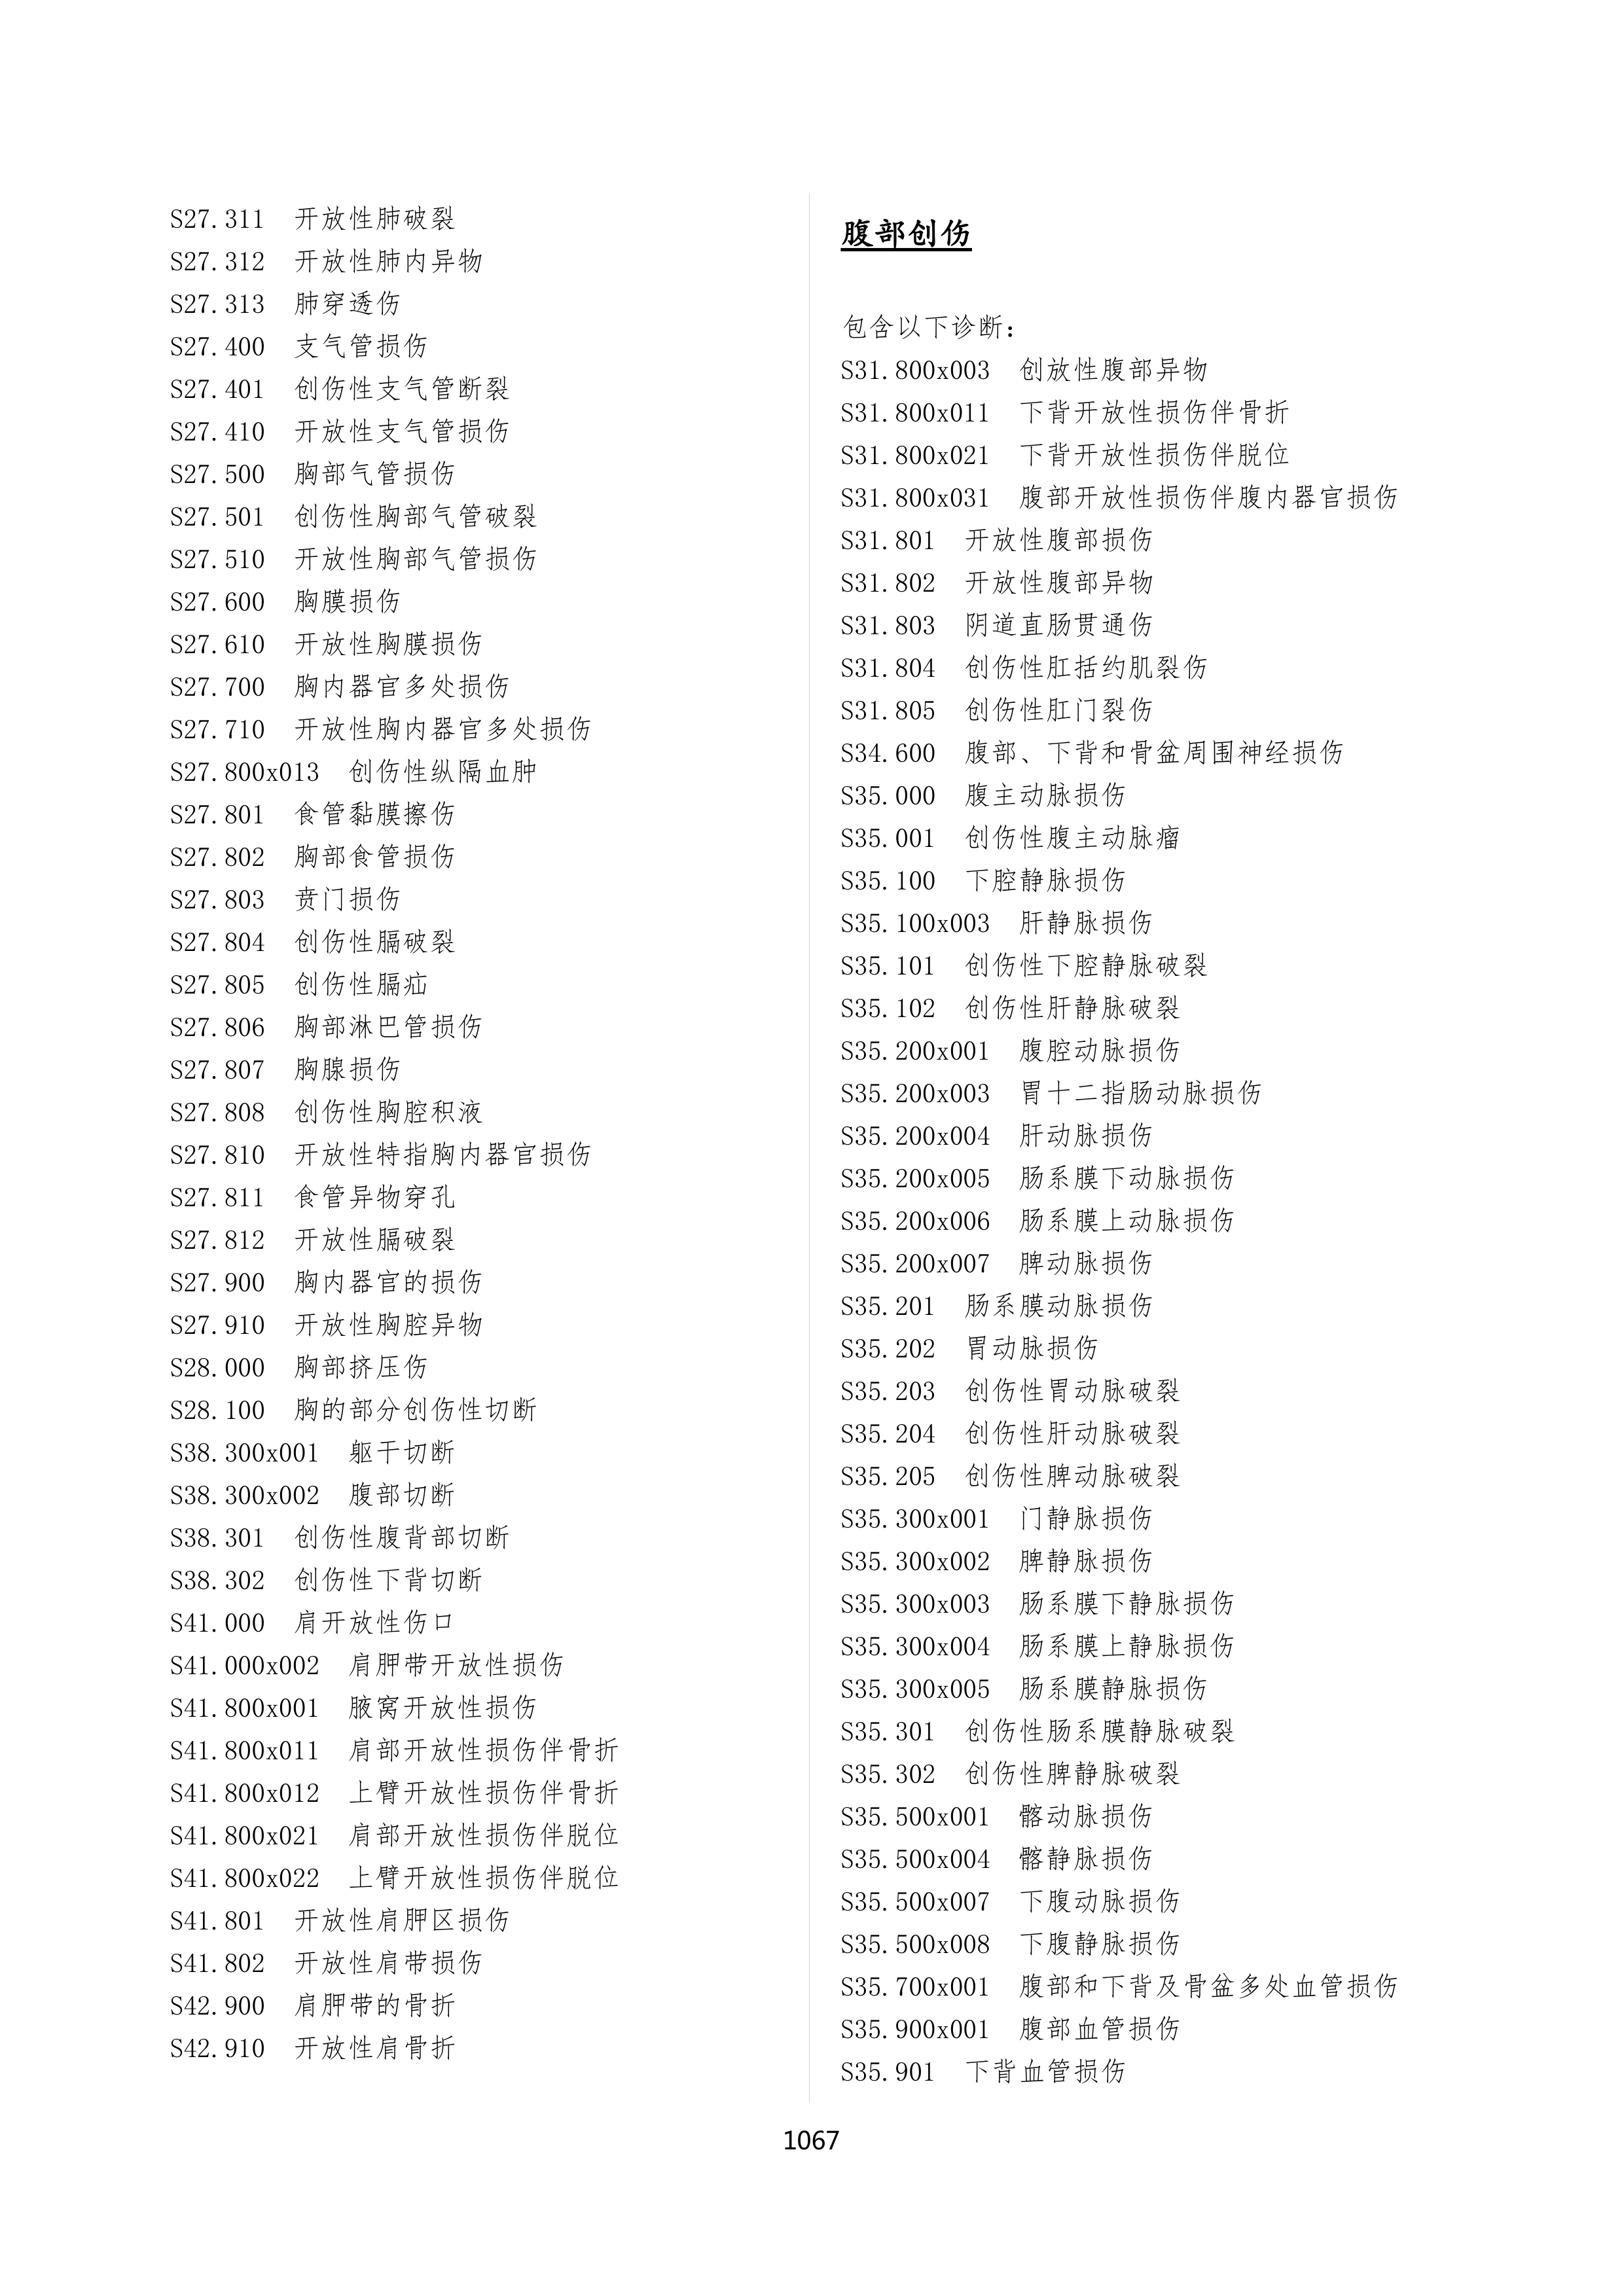 S27.311 开放性肺破裂
S27.312 开放性肺内异物
S27.313 肺穿透伤
S27.400 支气管损伤
S27.401 创伤性支气管断裂
S27.410 开放性支气管损伤
S27.500 胸部气管损伤
S27.501 创伤性胸部气管破裂
S27.510 开放性胸部气管损伤
S27.600 胸膜损伤
S27.610 开放性胸膜损伤
S27.700 胸内器官多处损伤
S27.710 开放性胸内器官多处损伤
S27.800x013 创伤性纵隔血肿
S27.801 食管黏膜擦伤
S27.802 胸部食管损伤
S27.803 贲门损伤
S27.804 创伤性膈破裂
S27.805 创伤性膈疝
S27.806 胸部淋巴管损伤
S27.807 胸腺损伤
S27.808 创伤性胸腔积液
S27.810 开放性特指胸内器官损伤
S27.811 食管异物穿孔
S27.812 开放性膈破裂
S27.900 胸内器官的损伤
S27.910 开放性胸腔异物
S28.000 胸部挤压伤
S28.100 胸的部分创伤性切断
S38.300x001 躯干切断
S38.300x002 腹部切断
S38.301 创伤性腹背部切断
S38.302 创伤性下背切断
S41.000 肩开放性伤口
S41.000x002 肩胛带开放性损伤
S41.800x001 腋窝开放性损伤
S41.800x011 肩部开放性损伤伴骨折
S41.800x012 上臂开放性损伤伴骨折
S41.800x021 肩部开放性损伤伴脱位
S41.800x022 上臂开放性损伤伴脱位
S41.801 开放性肩胛区损伤
S41.802 开放性肩带损伤
S42.900 肩胛带的骨折
S42.910 开放性肩骨折
腹部创伤
包含以下诊断：
S31.800x003 创放性腹部异物
S31.800x011 下背开放性损伤伴骨折
S31.800x021 下背开放性损伤伴脱位
S31.800x031 腹部开放性损伤伴腹内器官损伤
S31.801 开放性腹部损伤
S31.802 开放性腹部异物
S31.803 阴道直肠贯通伤
S31.804 创伤性肛括约肌裂伤
S31.805 创伤性肛门裂伤
S34.600 腹部、下背和骨盆周围神经损伤
S35.000 腹主动脉损伤
S35.001 创伤性腹主动脉瘤
S35.100 下腔静脉损伤
S35.100x003 肝静脉损伤
S35.101 创伤性下腔静脉破裂
S35.102 创伤性肝静脉破裂
S35.200x001 腹腔动脉损伤
S35.200x003 胃十二指肠动脉损伤
S35.200x004 肝动脉损伤
S35.200x005 肠系膜下动脉损伤
S35.200x006 肠系膜上动脉损伤
S35.200x007 脾动脉损伤
S35.201 肠系膜动脉损伤
S35.202 胃动脉损伤
S35.203 创伤性胃动脉破裂
S35.204 创伤性肝动脉破裂
S35.205 创伤性脾动脉破裂
S35.300x001 门静脉损伤
S35.300x002 脾静脉损伤
S35.300x003 肠系膜下静脉损伤
S35.300x004 肠系膜上静脉损伤
S35.300x005 肠系膜静脉损伤
S35.301 创伤性肠系膜静脉破裂
S35.302 创伤性脾静脉破裂
S35.500x001 髂动脉损伤
S35.500x004 髂静脉损伤
S35.500x007 下腹动脉损伤
S35.500x008 下腹静脉损伤
S35.700x001 腹部和下背及骨盆多处血管损伤
S35.900x001 腹部血管损伤
S35.901 下背血管损伤
1067